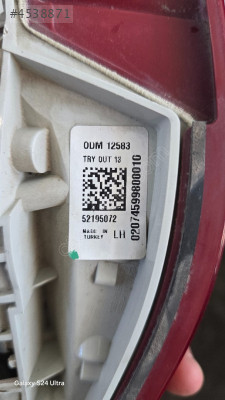 #4538871
OUM 12583
TRY OUT 13
52195072
MADE IN
TURKEY
LH
02074599800010
Galaxy S24 Ultra